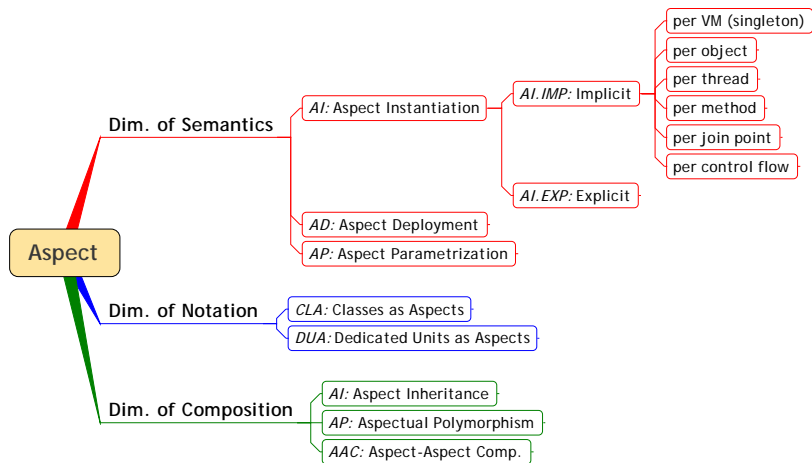 Aspect
Dim. of Semantics
AI: Aspect Instantiation
AI.IMP: Implicit
per VM (singleton)
per object
per thread
per method
per join point
per control flow
AI.EXP: Explicit
AD: Aspect Deployment
AP: Aspect Parametrization
Dim. of Notation
CLA: Classes as Aspects
DUA: Dedicated Units as Aspects
Dim. of Composition
AI: Aspect Inheritance
AP: Aspectual Polymorphism
AAC: Aspect-Aspect Comp.